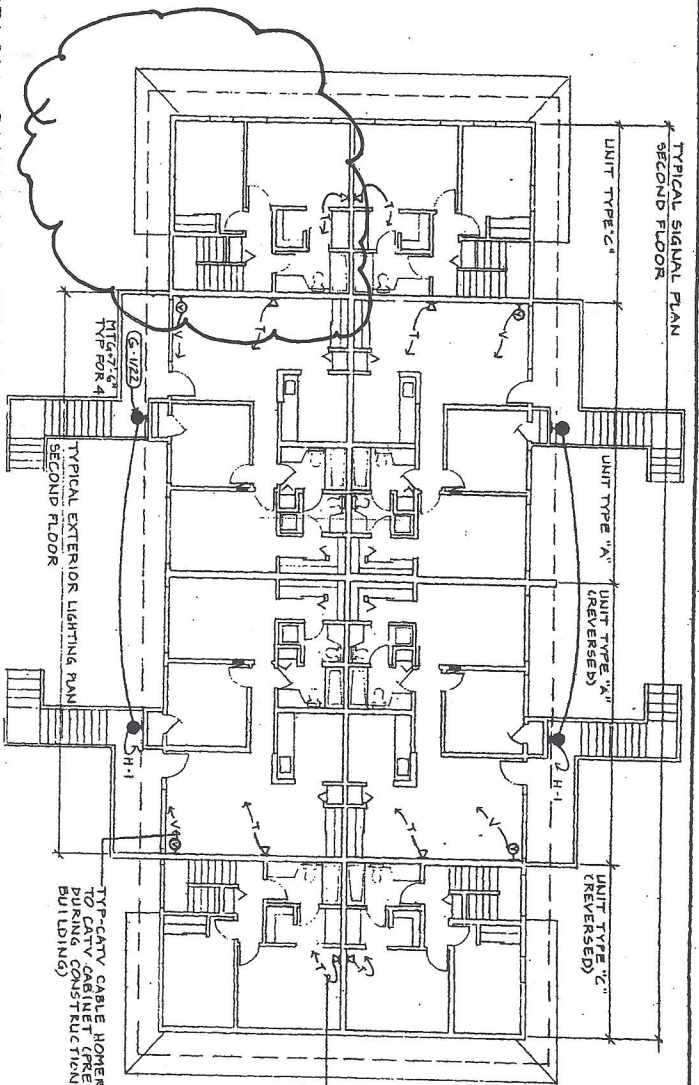 TYPICAL SIGNAL PLAN
SECOND FLOOR
UNIT TYPE "C"
UNIT TYPE "A"
UNIT TYPE "A"
(REVERSED)
UNIT TYPE "C"
(REVERSED)
T
T
T
T
V
V
G-1/22
MTG+7'-6"
TYP FOR 4
H-1
H-1
T
T
V
V
T
TYPICAL EXTERIOR LIGHTING PLAN
SECOND FLOOR
TYP-CATV CABLE HOMER
TO CATV CABINET (PRE
DURING CONSTRUCTION
BUILDING)